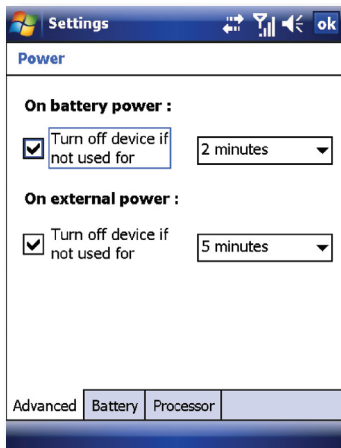 Settings
ok
Power
On battery power :
Turn off device if
not used for
2 minutes
On external power :
Turn off device if
not used for
5 minutes
Advanced
Battery
Processor